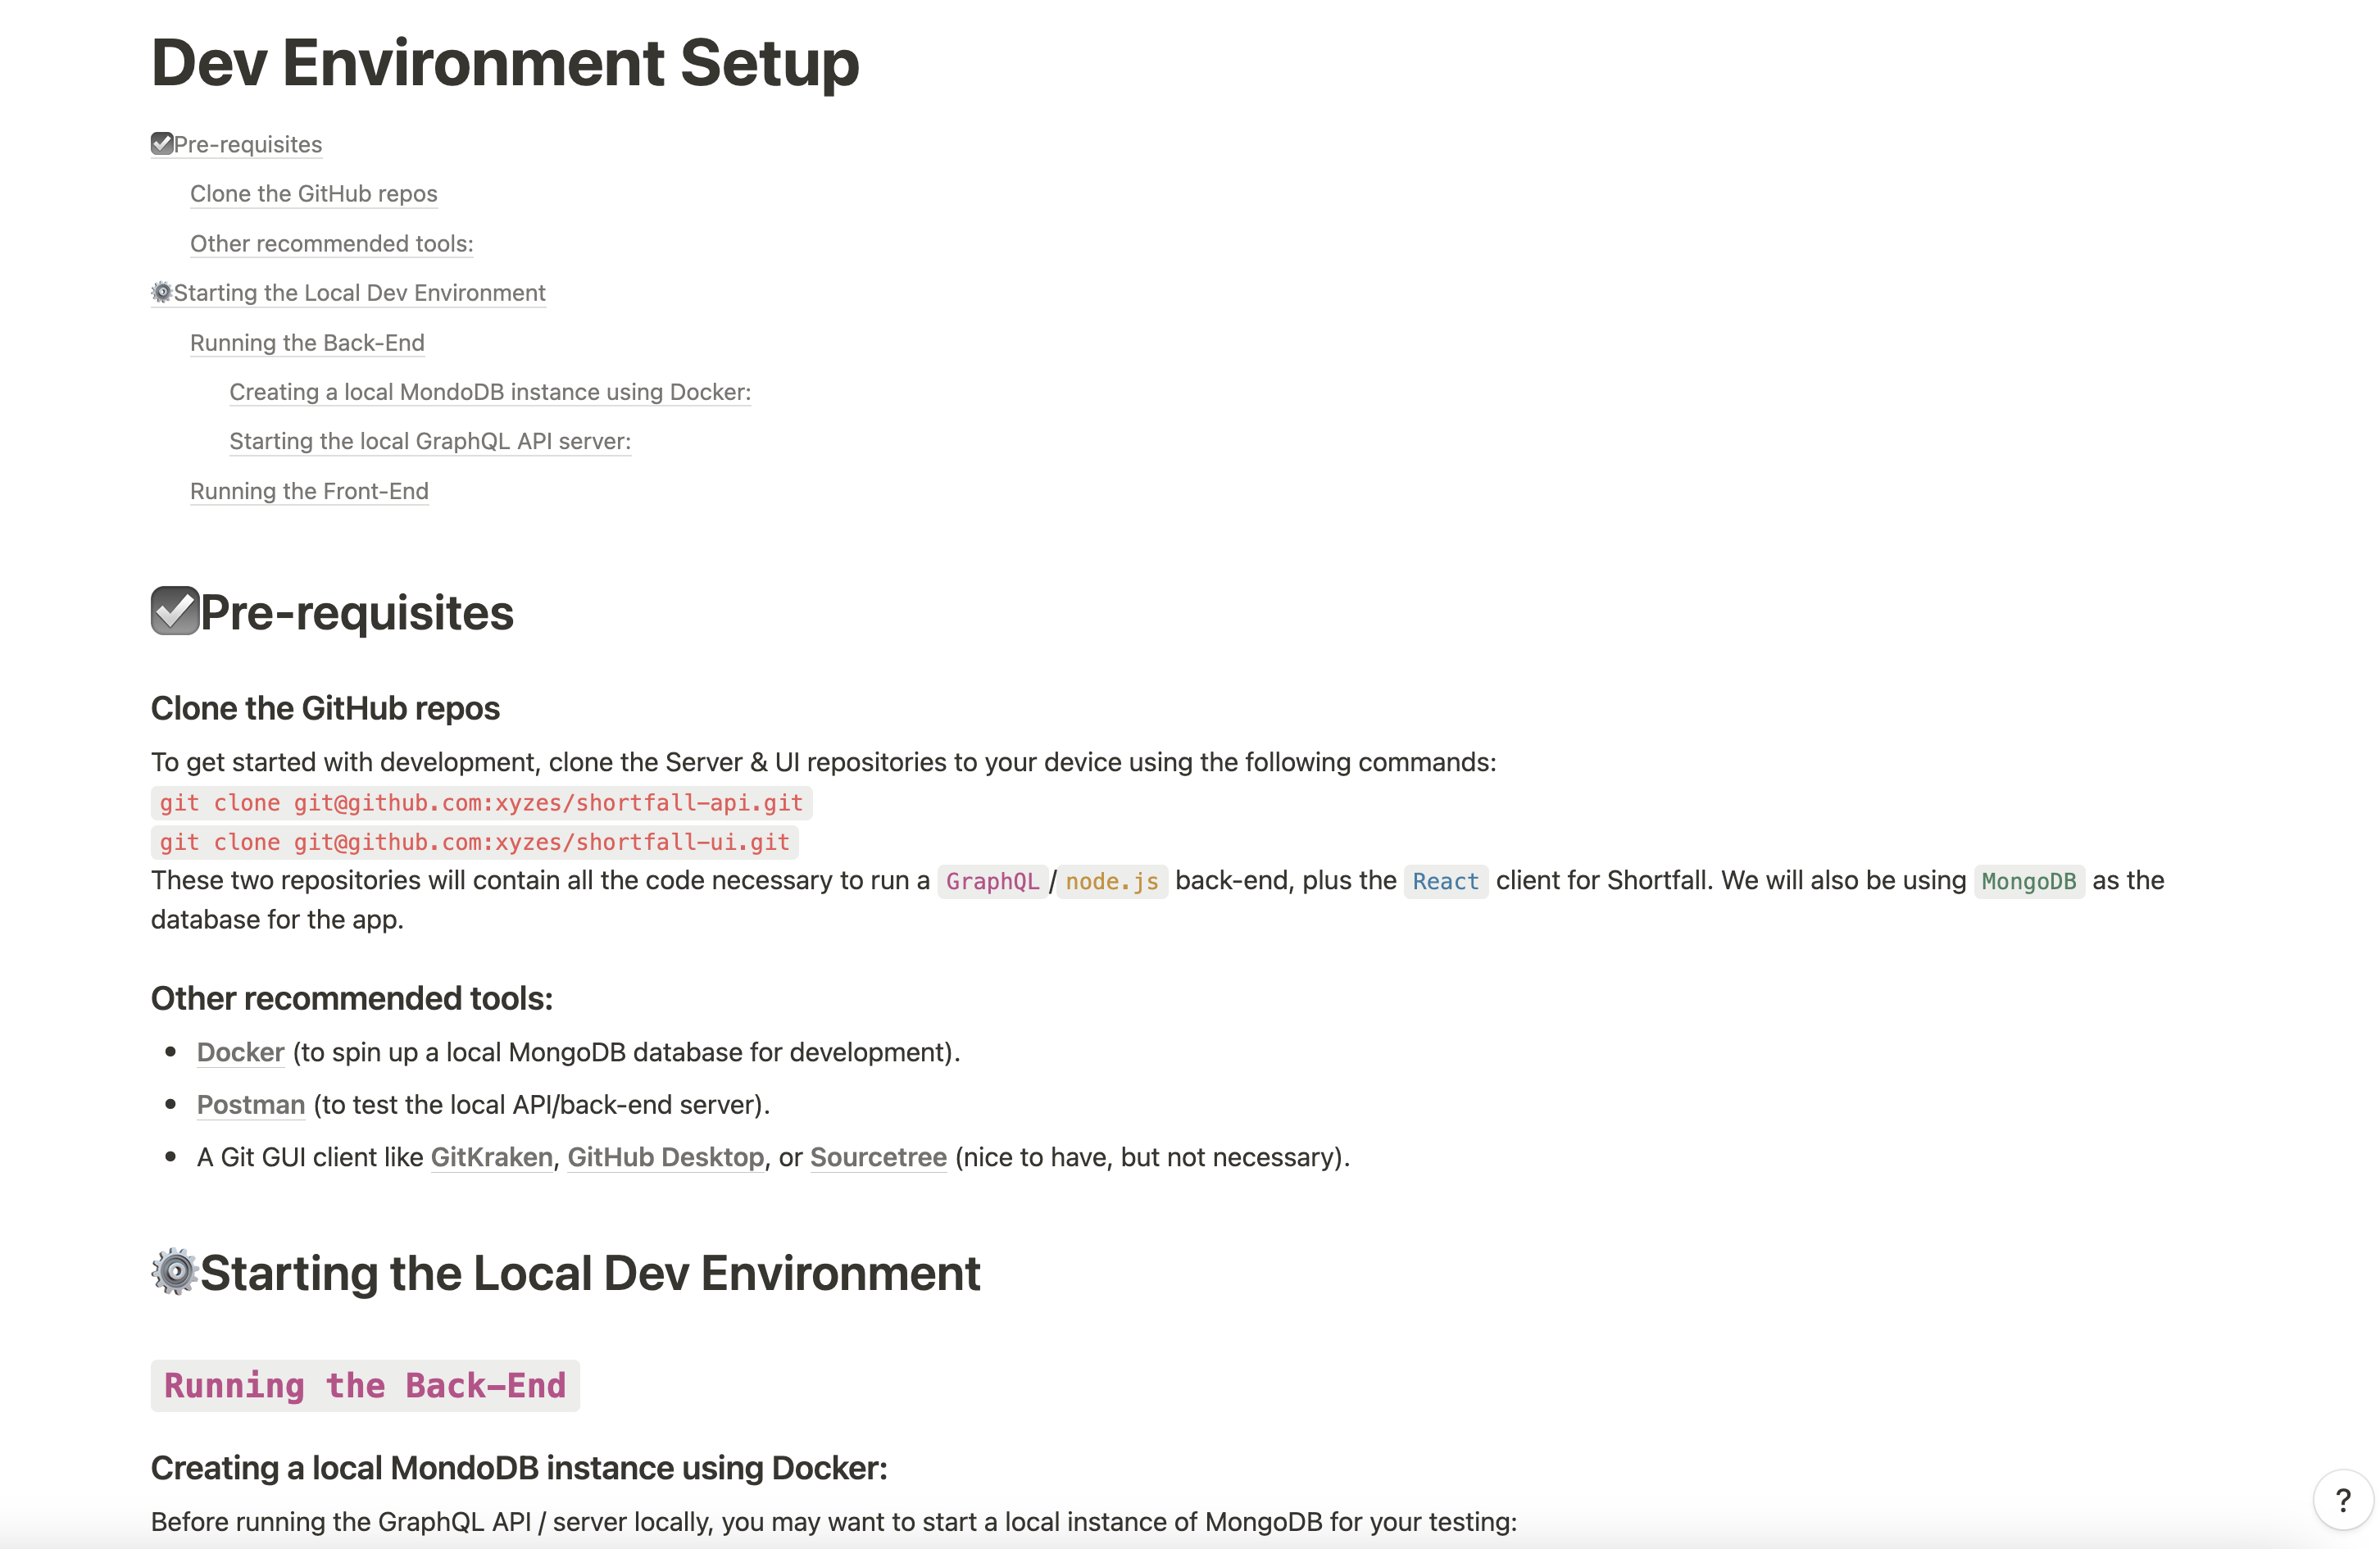 Dev Environment Setup
Pre-requisites
Clone the GitHub repos
Other recommended tools:
Starting the Local Dev Environment
Running the Back-End
Creating a local MondoDB instance using Docker:
Starting the local GraphQL API server:
Running the Front-End
Pre-requisites
Clone the GitHub repos
To get started with development, clone the Server & UI repositories to your device using the following commands:
git clone git@github.com:xyzes/shortfall-api.git
git clone git@github.com:xyzes/shortfall-ui.git
These two repositories will contain all the code necessary to run a GraphQL/node.js back-end, plus the React client for Shortfall. We will also be using MongoDB as the
database for the app.
Other recommended tools:
• Docker (to spin up a local MongoDB database for development).
• Postman (to test the local API/back-end server).
• A Git GUI client like GitKraken, GitHub Desktop, or Sourcetree (nice to have, but not necessary).
Starting the Local Dev Environment
Running the Back-End
Creating a local MondoDB instance using Docker:
Before running the GraphQL API / server locally, you may want to start a local instance of MongoDB for your testing:
?